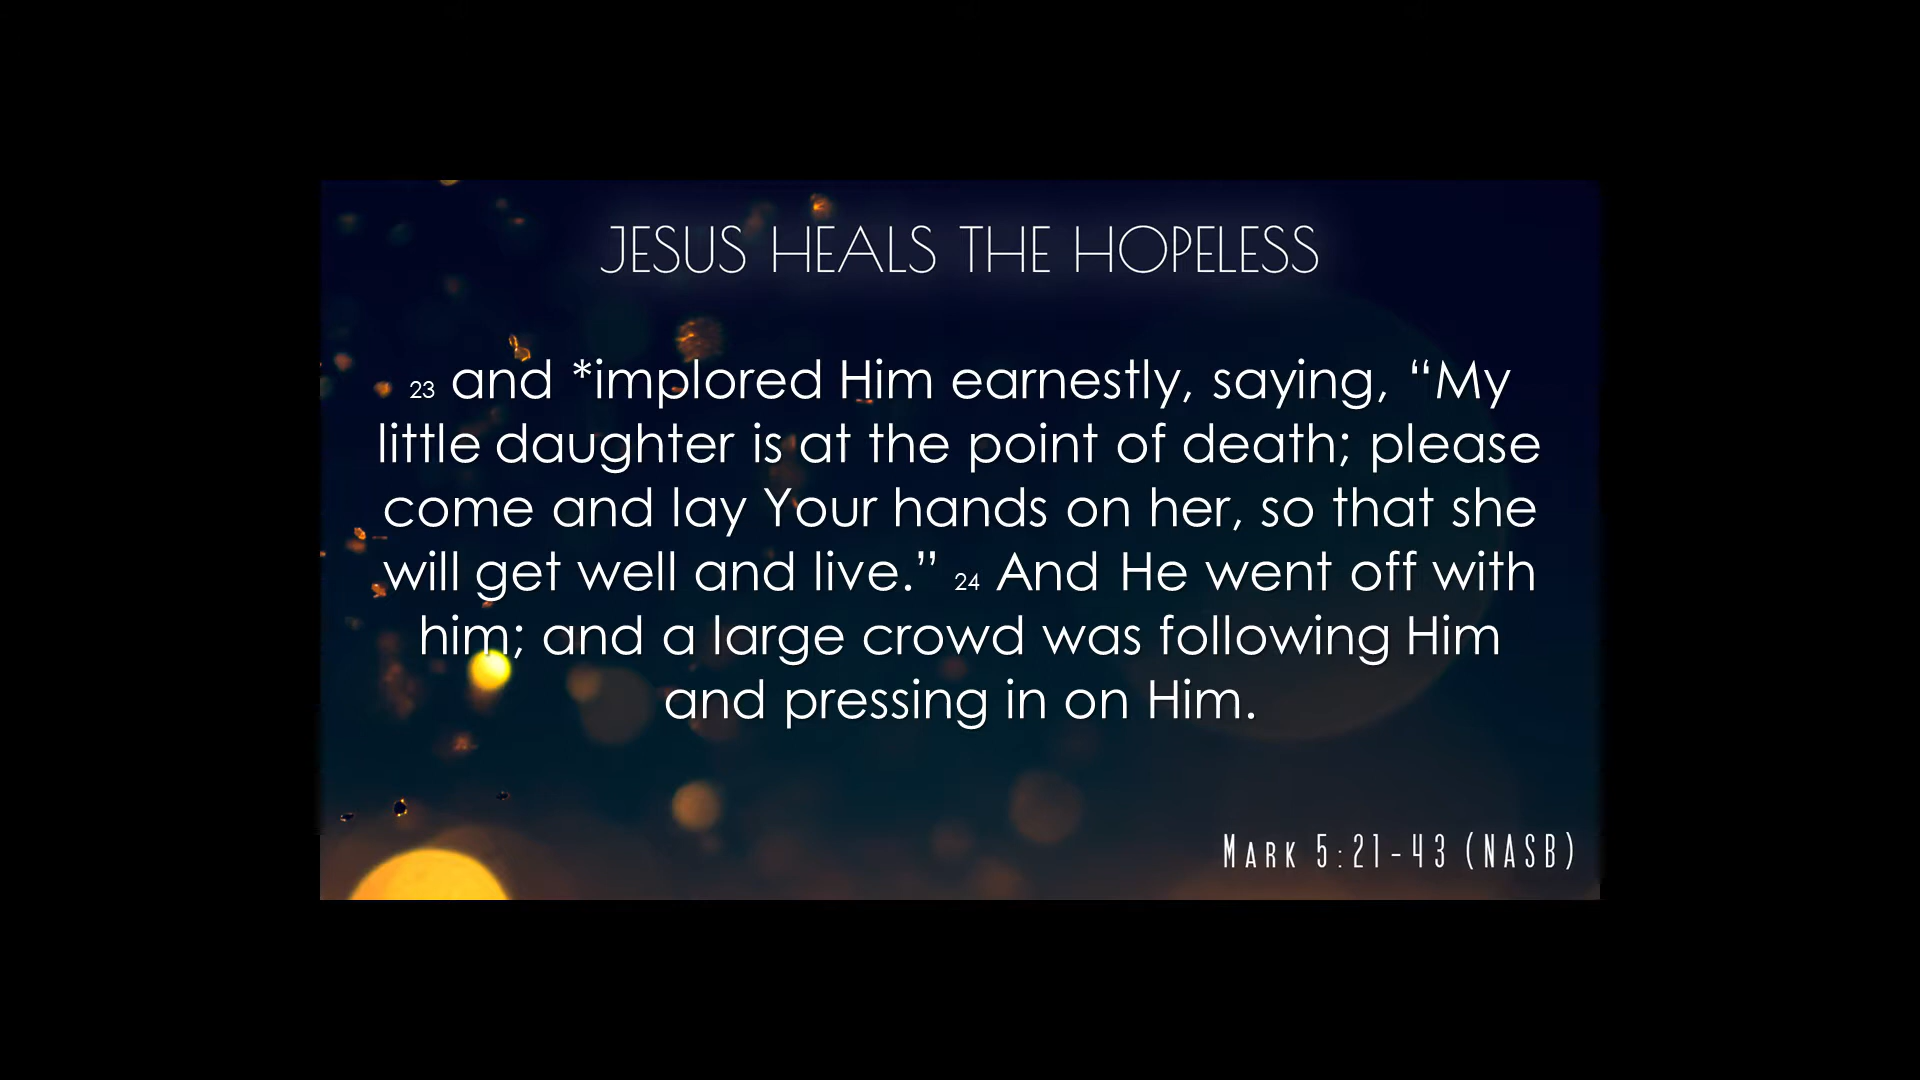 JESUS HEALS THE HOPELESS
23 and *implored Him earnestly, saying, “My
little daughter is at the point of death; please
come and lay Your hands on her, so that she
will get well and live.” 24 And He went off with
him; and a large crowd was following Him
and pressing in on Him.
Mark 5:21-43 (NASB)